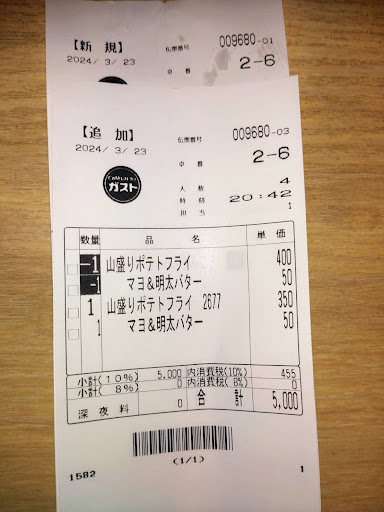 【新 規】 伝票番号 009680-01
2024/ 3/ 23
卓 番 2-6
【追 加】 伝票番号 009680-03
2024/ 3/ 23
卓 番 2-6
ガスト
人 数 4
時 刻 20:42
担 当 1
数量 品 名 単 価
-1 山盛りポテトフライ 400
-1 マヨ&明太バター 50
1 山盛りポテトフライ 2677 350
1 マヨ&明太バター 50
小計(10%) 5,000 内消費税(10%) 455
小計( 8%) 0 内消費税( 8%) 0
深 夜 料 0 合 計 5,000
(1/1)
1582 1